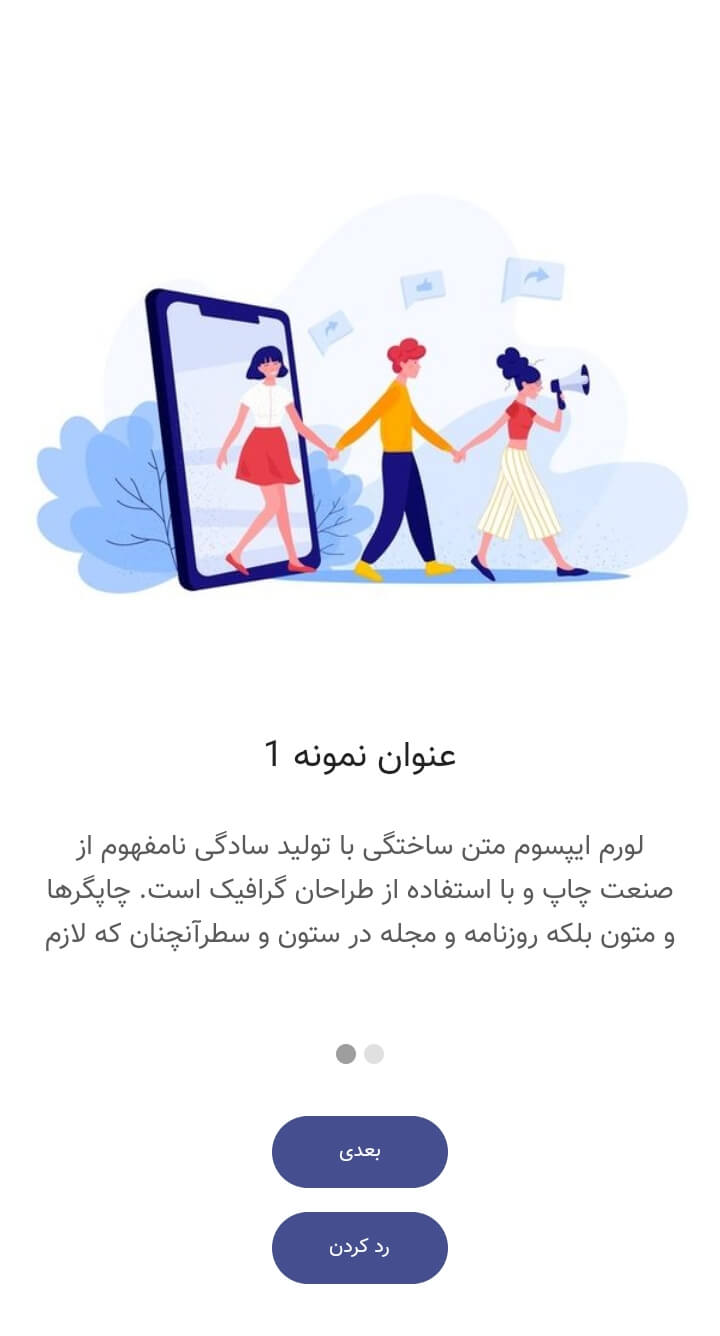 عنوان نمونه 1
لورم ایپسوم متن ساختگی با تولید سادگی نامفهوم از
صنعت چاپ و با استفاده از طراحان گرافیک است. چاپگرها
و متون بلکه روزنامه و مجله در ستون و سطرآنچنان که لازم
بعدی
رد کردن